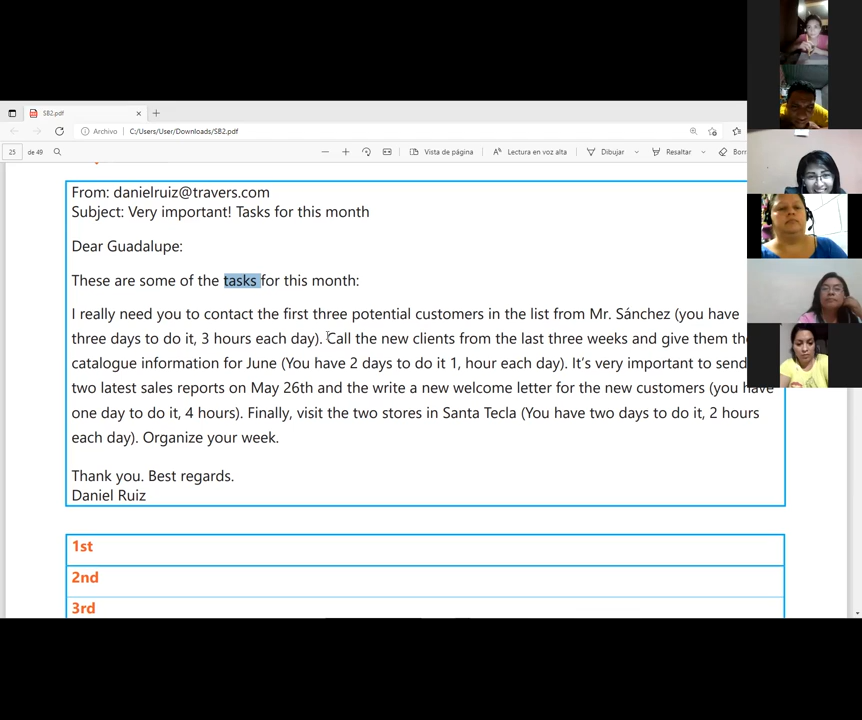 SB2.pdf
Archivo
C:/Users/User/Downloads/SB2.pdf
25
de 49
Vista de página
Lectura en voz alta
Dibujar
Resaltar
From: danielruiz@travers.com
Subject: Very important! Tasks for this month
Dear Guadalupe:
These are some of the tasks for this month:
I really need you to contact the first three potential customers in the list from Mr. Sánchez (you have
three days to do it, 3 hours each day). Call the new clients from the last three weeks and give them
catalogue information for June (You have 2 days to do it 1, hour each day). It's very important to send
two latest sales reports on May 26th and the write a new welcome letter for the new customers (you have
one day to do it, 4 hours). Finally, visit the two stores in Santa Tecla (You have two days to do it, 2 hours
each day). Organize your week.
Thank you. Best regards.
Daniel Ruiz
1st
2nd
3rd